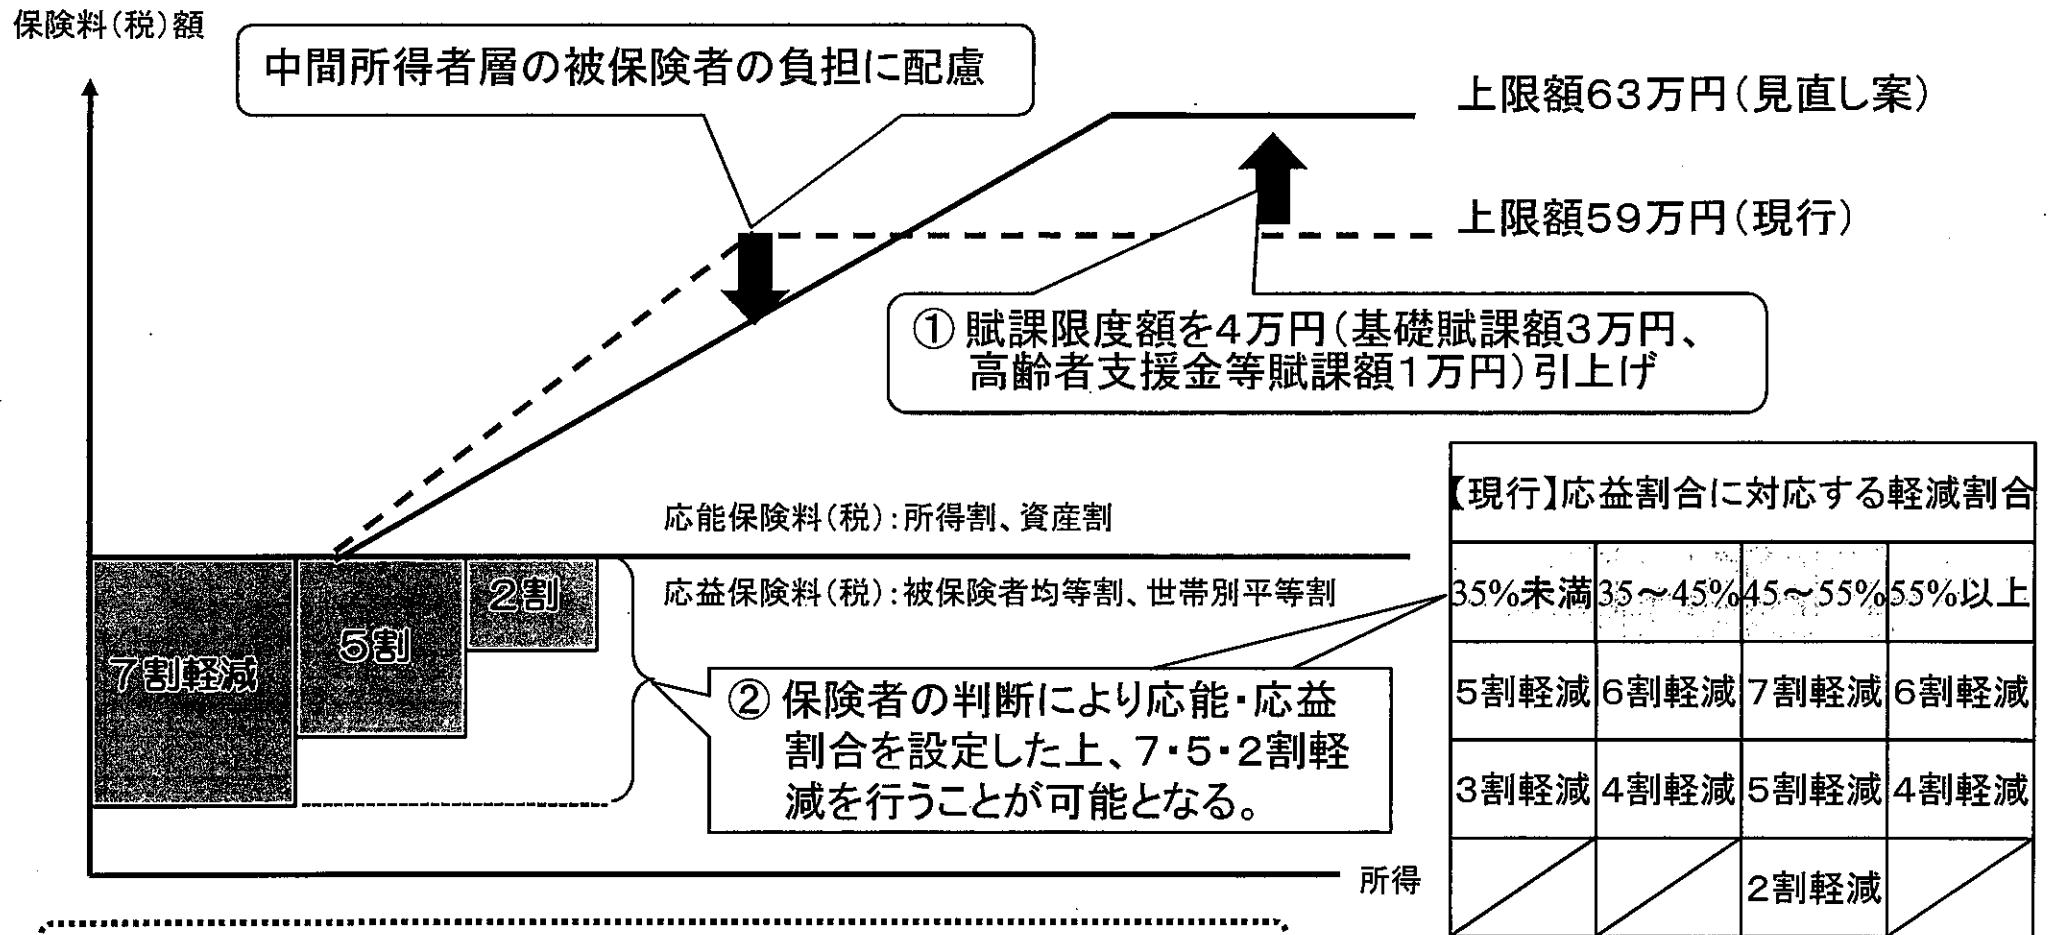 保険料(税)額
中間所得者層の被保険者の負担に配慮
上限額63万円(見直し案)
上限額59万円(現行)
① 賦課限度額を4万円(基礎賦課額3万円、
高齢者支援金等賦課額1万円)引上げ
応能保険料(税):所得割、資産割
応益保険料(税):被保険者均等割、世帯別平等割
7割軽減
5割
2割
② 保険者の判断により応能・応益
割合を設定した上、7・5・2割軽
減を行うことが可能となる。
所得
【現行】応益割合に対応する軽減割合
35%未満 35~45% 45~55% 55%以上
5割軽減 6割軽減 7割軽減 6割軽減
3割軽減 4割軽減 5割軽減 4割軽減
2割軽減